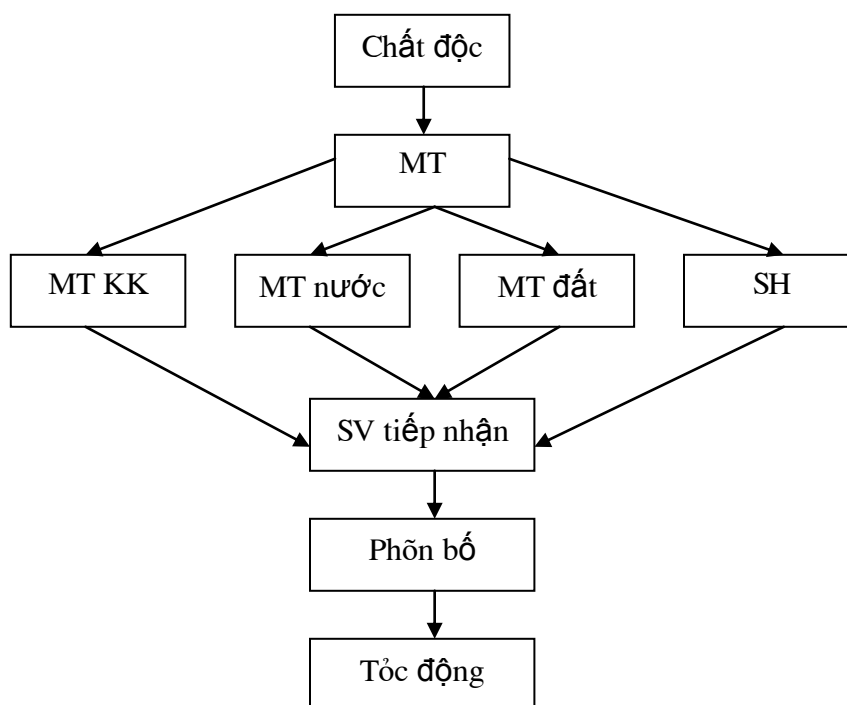 Chất độc
MT
MT KK
MT nước
MT đất
SH
SV tiếp nhận
Phõn bố
Tỏc động